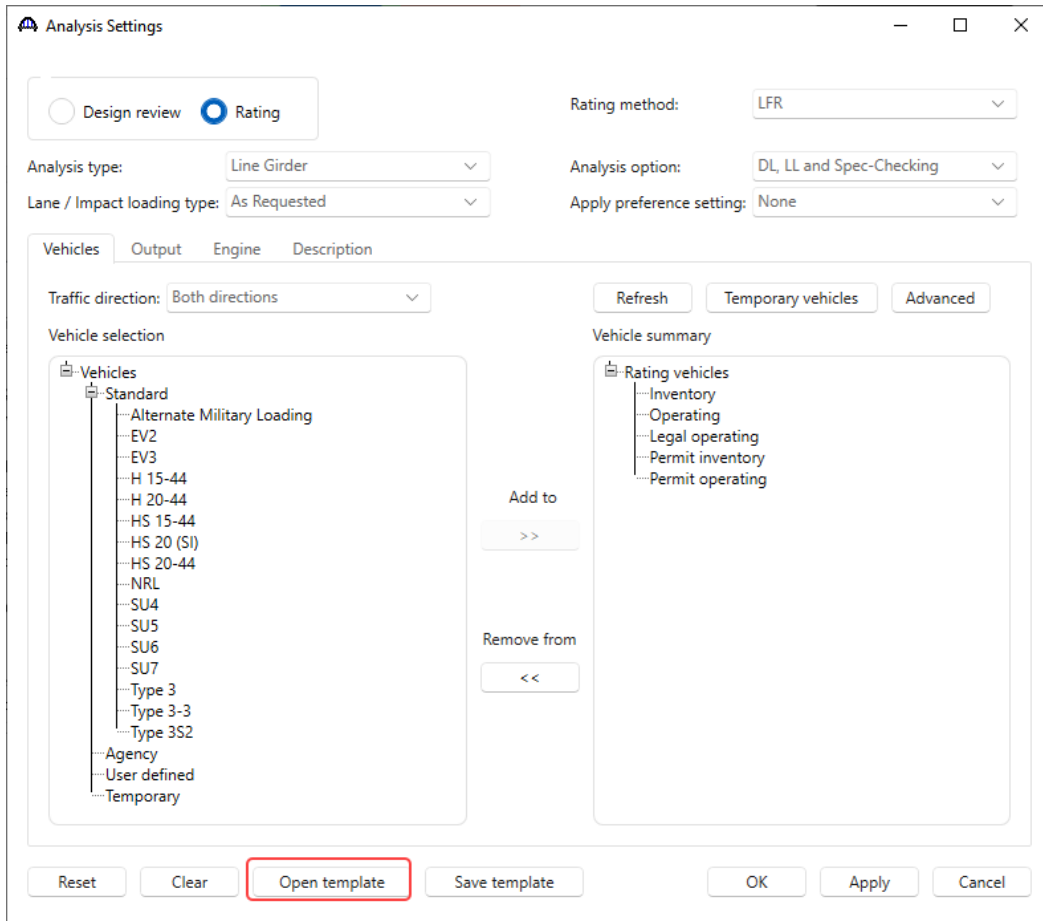 Analysis Settings
Design review Rating Rating method: LFR
Analysis type: Line Girder Analysis option: DL, LL and Spec-Checking
Lane / Impact loading type: As Requested Apply preference setting: None
Vehicles Output Engine Description
Traffic direction: Both directions Refresh Temporary vehicles Advanced
Vehicle selection
Vehicles
Standard
Alternate Military Loading
EV2
EV3
H 15-44
H 20-44
HS 15-44
HS 20 (SI)
HS 20-44
NRL
SU4
SU5
SU6
SU7
Type 3
Type 3-3
Type 3S2
Agency
User defined
Temporary
Add to
>>
Remove from
<<
Vehicle summary
Rating vehicles
Inventory
Operating
Legal operating
Permit inventory
Permit operating
Reset Clear Open template Save template OK Apply Cancel